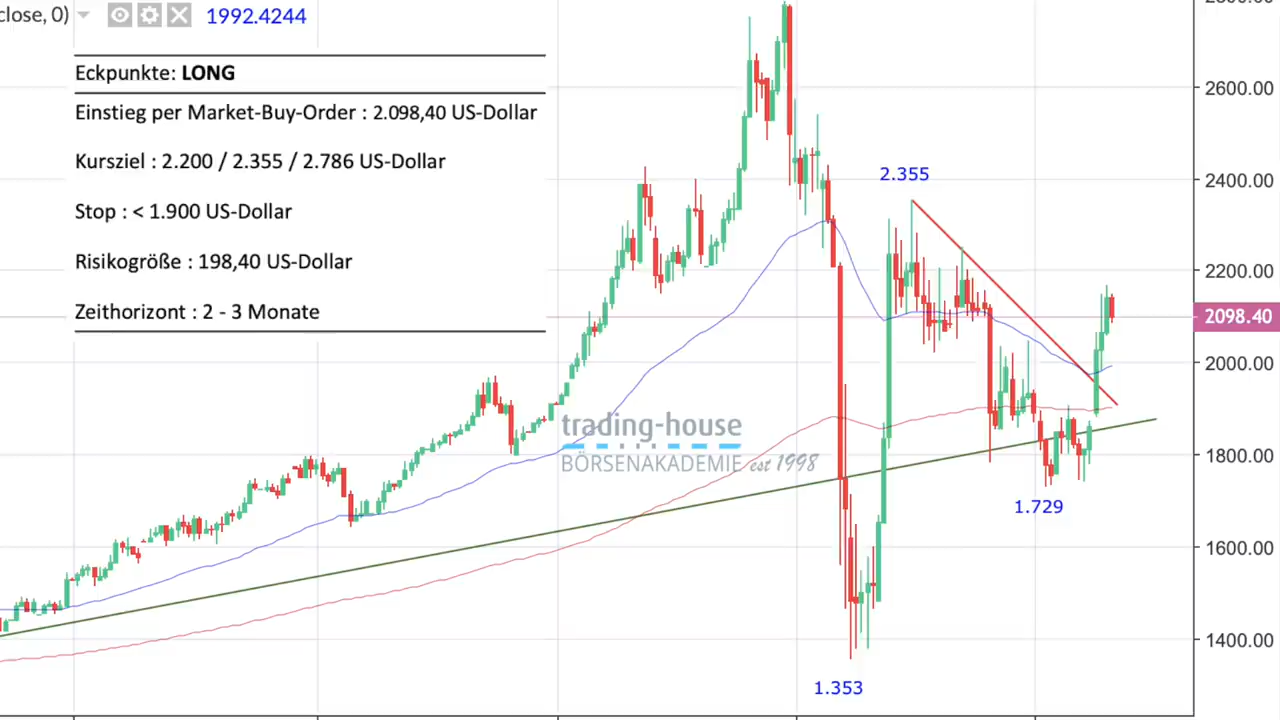 close, 0) 1992.4244
Eckpunkte: LONG
Einstieg per Market-Buy-Order : 2.098,40 US-Dollar
Kursziel : 2.200 / 2.355 / 2.786 US-Dollar
Stop : < 1.900 US-Dollar
Risikogröße : 198,40 US-Dollar
Zeithorizont : 2 - 3 Monate
2.355
1.729
1.353
trading-house
BÖRSENAKADEMIE est 1998
2600.00
2400.00
2200.00
2098.40
2000.00
1800.00
1600.00
1400.00